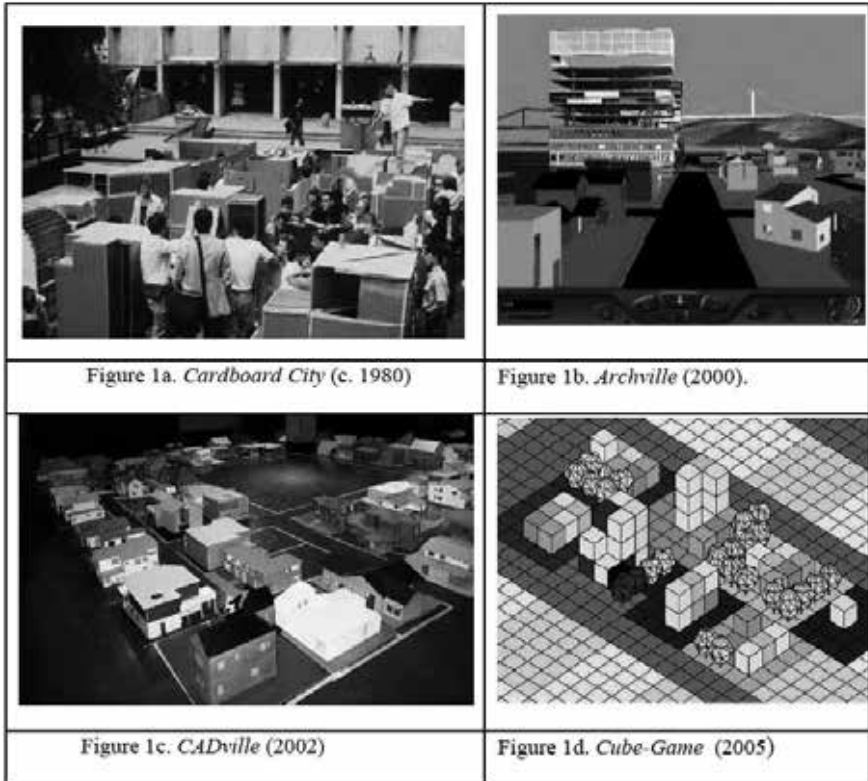 Figure 1a. Cardboard City (c. 1980)
Figure 1b. Archville (2000).
Figure 1c. CADville (2002)
Figure 1d. Cube-Game (2005)